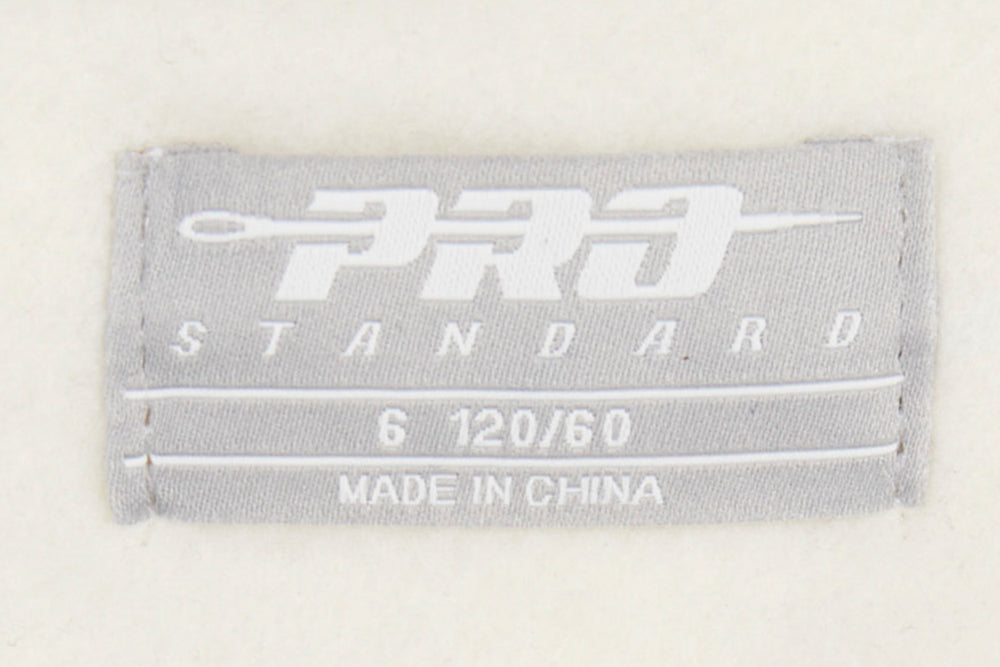 PRO
STANDARD
6 120/60
MADE IN CHINA